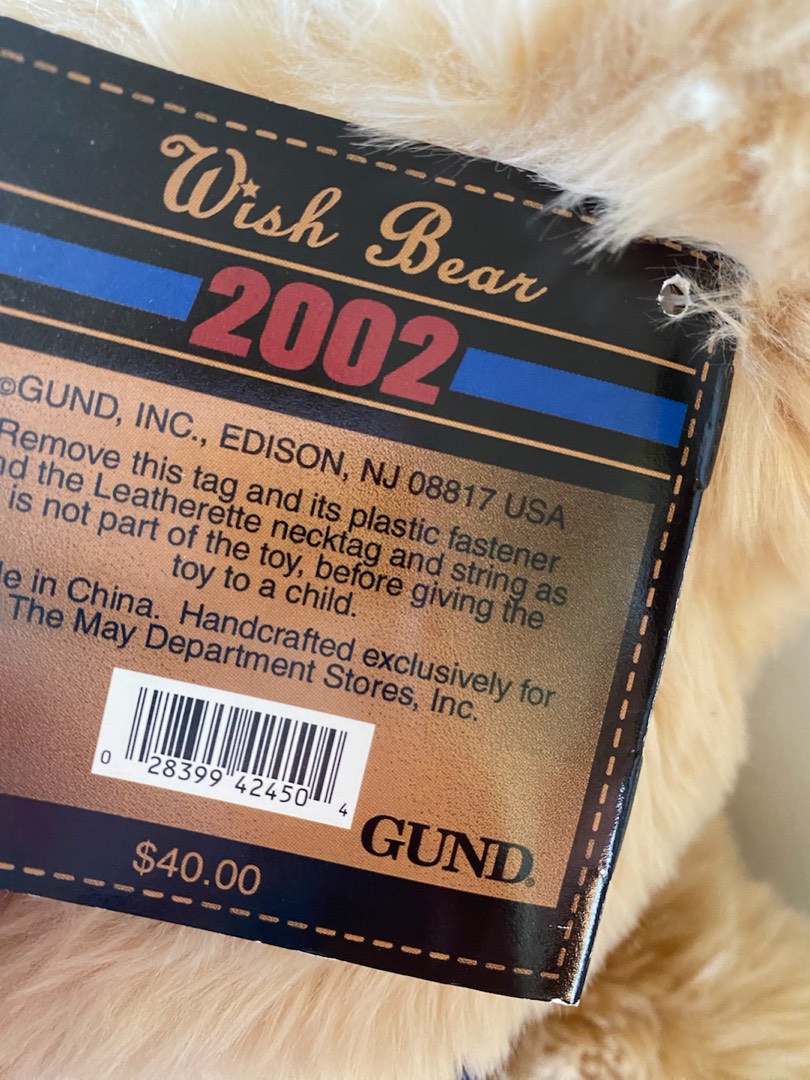 Wish Bear
2002
©GUND, INC., EDISON, NJ 08817 USA
Remove this tag and its plastic fastener
the Leatherette necktag and string as
is not part of the toy, before giving the
toy to a child.
in China. Handcrafted exclusively for
The May Department Stores, Inc.
0 28399 42450 4
GUND®
$40.00